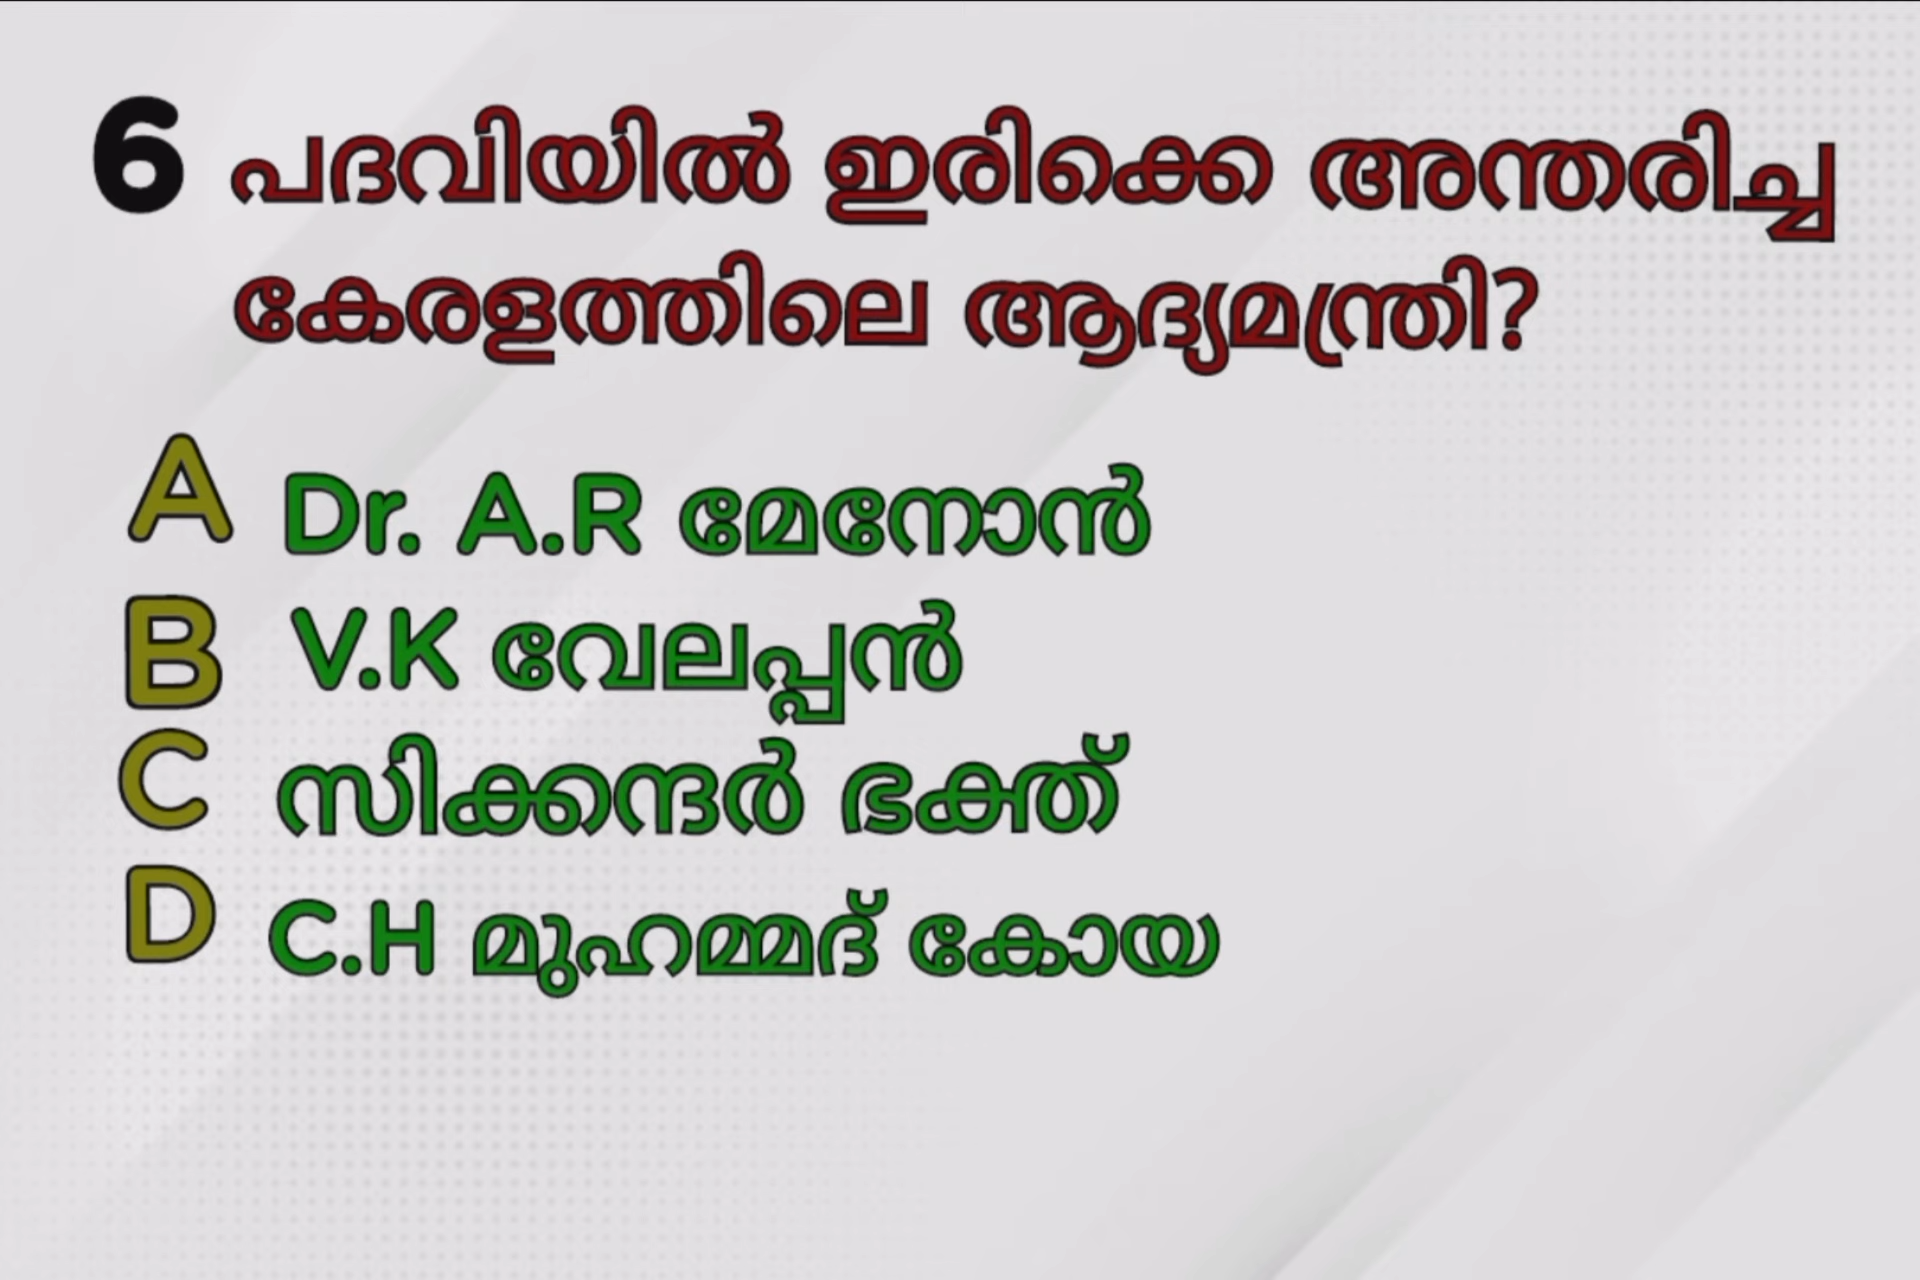 6 പദവിയിൽ ഇരിക്കെ അന്തരിച്ച
കേരളത്തിലെ ആദ്യമന്ത്രി?
A Dr. A.R മേനോൻ
B V.K വേലപ്പൻ
C സിക്കന്ദർ ഭക്ത്
D C.H മുഹമ്മദ് കോയ